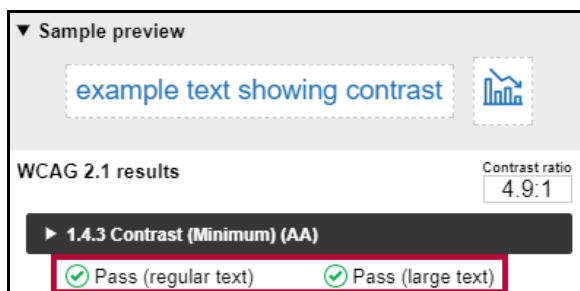 ▼ Sample preview
example text showing contrast
WCAG 2.1 results
Contrast ratio
4.9:1
► 1.4.3 Contrast (Minimum) (AA)
Pass (regular text) Pass (large text)